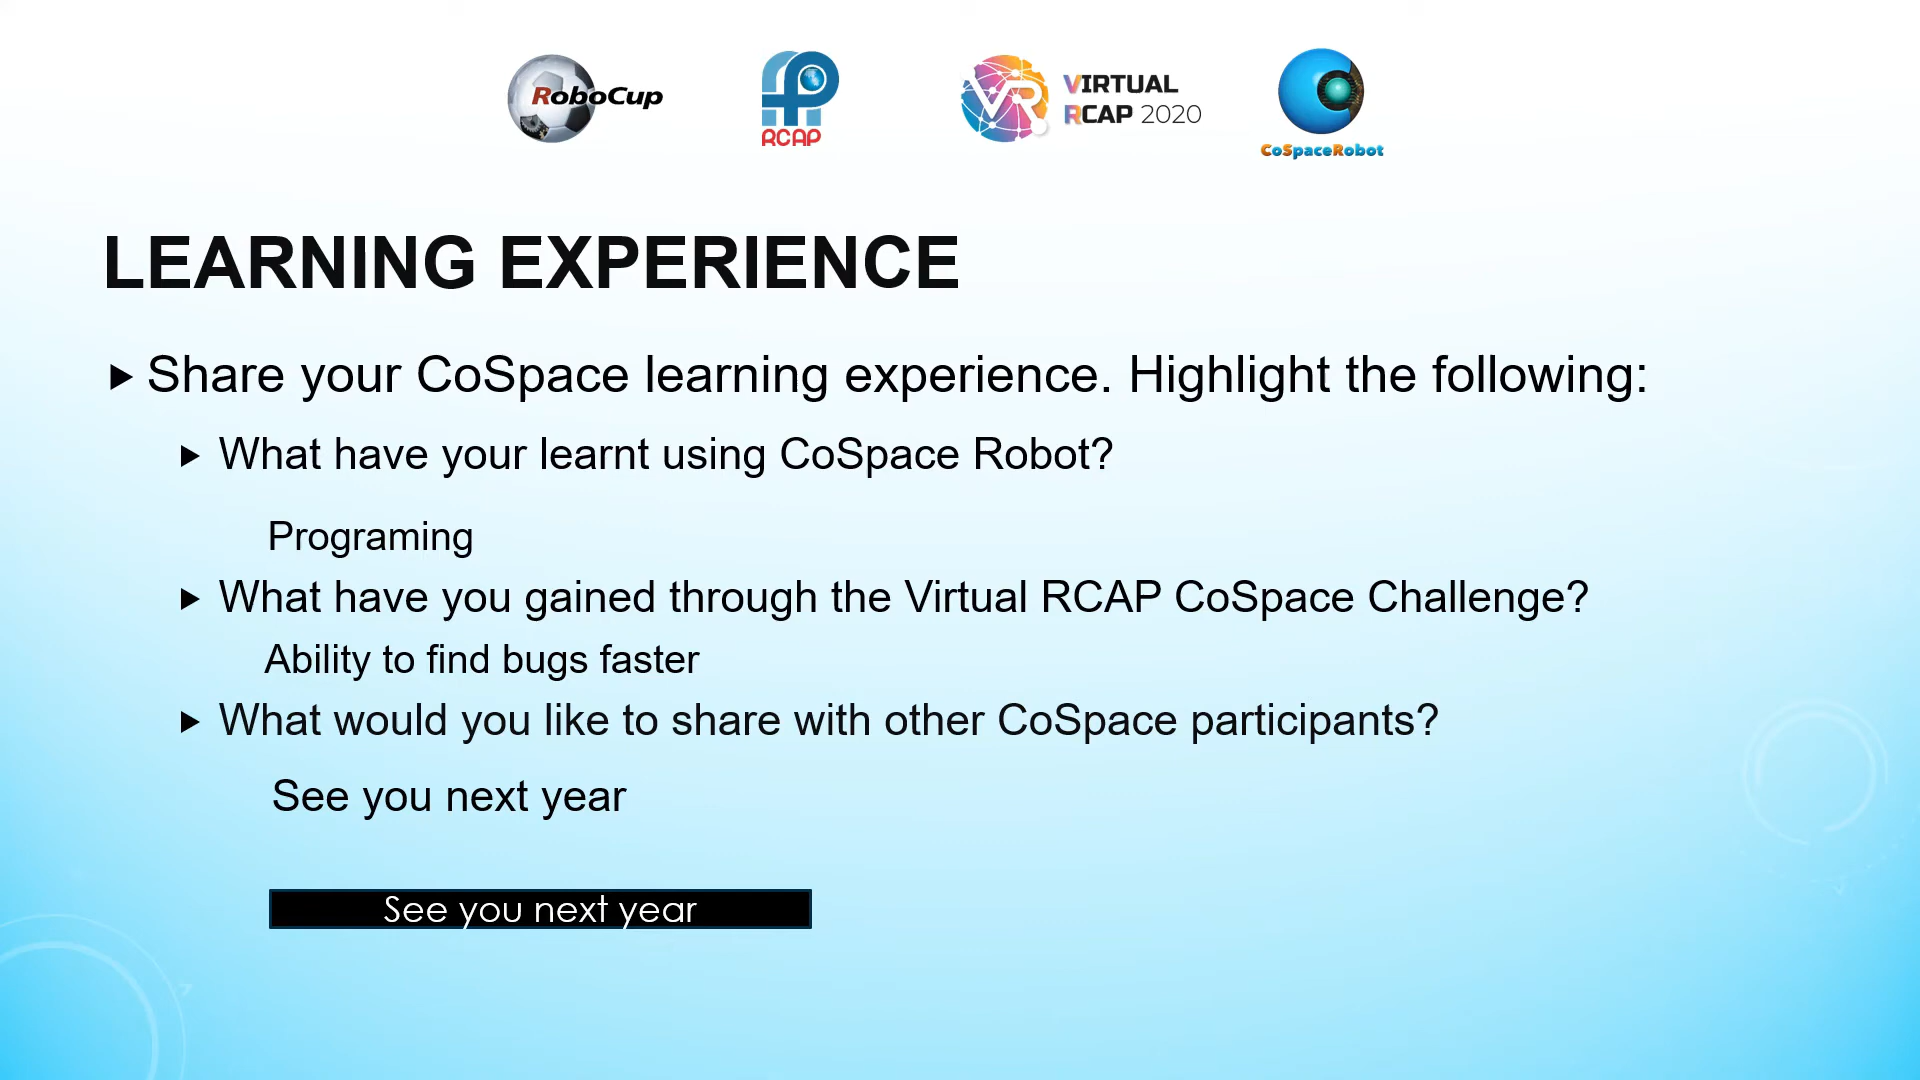 RoboCup
RCAP
VR
VIRTUAL
RCAP 2020
CoSpaceRobot
LEARNING EXPERIENCE
Share your CoSpace learning experience. Highlight the following:
What have your learnt using CoSpace Robot?
Programing
What have you gained through the Virtual RCAP CoSpace Challenge?
Ability to find bugs faster
What would you like to share with other CoSpace participants?
See you next year
See you next year